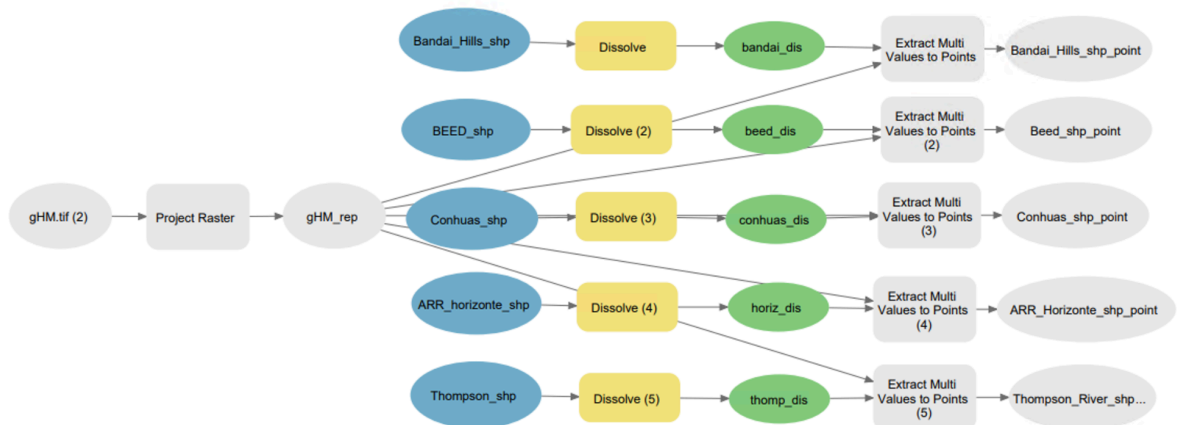 Bandai_Hills_shp
Dissolve
bandai_dis
Extract Multi
Values to Points
Bandai_Hills_shp_point
BEED_shp
Dissolve (2)
beed_dis
Extract Multi
Values to Points
(2)
Beed_shp_point
gHM.tif (2)
Project Raster
gHM_rep
Conhuas_shp
Dissolve (3)
conhuas_dis
Extract Multi
Values to Points
(3)
Conhuas_shp_point
ARR_horizonte_shp
Dissolve (4)
horiz_dis
Extract Multi
Values to Points
(4)
ARR_Horizonte_shp_point
Thompson_shp
Dissolve (5)
thomp_dis
Extract Multi
Values to Points
(5)
Thompson_River_shp...